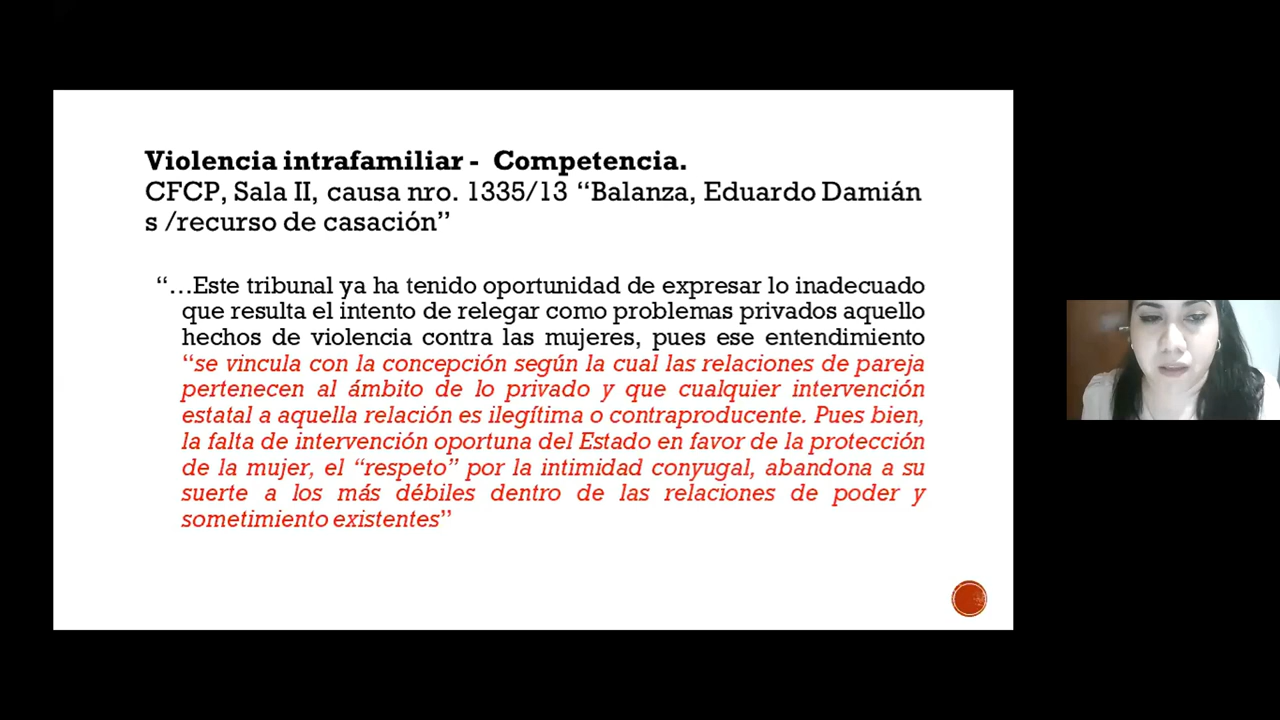 Violencia intrafamiliar - Competencia.
CFCP, Sala II, causa nro. 1335/13 “Balanza, Eduardo Damián
s /recurso de casación”
“…Este tribunal ya ha tenido oportunidad de expresar lo inadecuado
que resulta el intento de relegar como problemas privados aquello
hechos de violencia contra las mujeres, pues ese entendimiento
“se vincula con la concepción según la cual las relaciones de pareja
pertenecen al ámbito de lo privado y que cualquier intervención
estatal a aquella relación es ilegítima o contraproducente. Pues bien,
la falta de intervención oportuna del Estado en favor de la protección
de la mujer, el “respeto” por la intimidad conyugal, abandona a su
suerte a los más débiles dentro de las relaciones de poder y
sometimiento existentes”